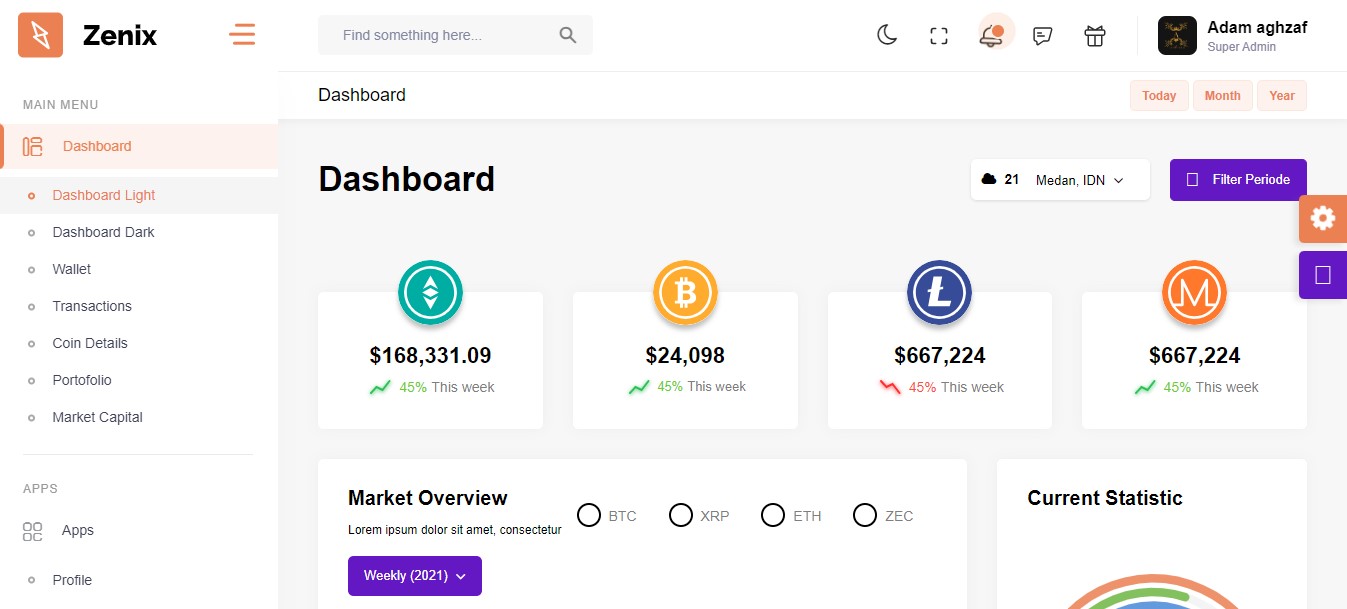 Zenix
Find something here...
Adam aghzaf
Super Admin
MAIN MENU
Dashboard
Dashboard Light
Dashboard Dark
Wallet
Transactions
Coin Details
Portofolio
Market Capital
APPS
Apps
Profile
Dashboard
Today
Month
Year
Dashboard
21 Medan, IDN
Filter Periode
$168,331.09
45% This week
$24,098
45% This week
$667,224
45% This week
$667,224
45% This week
Market Overview
Lorem ipsum dolor sit amet, consectetur
BTC
XRP
ETH
ZEC
Weekly (2021)
Current Statistic